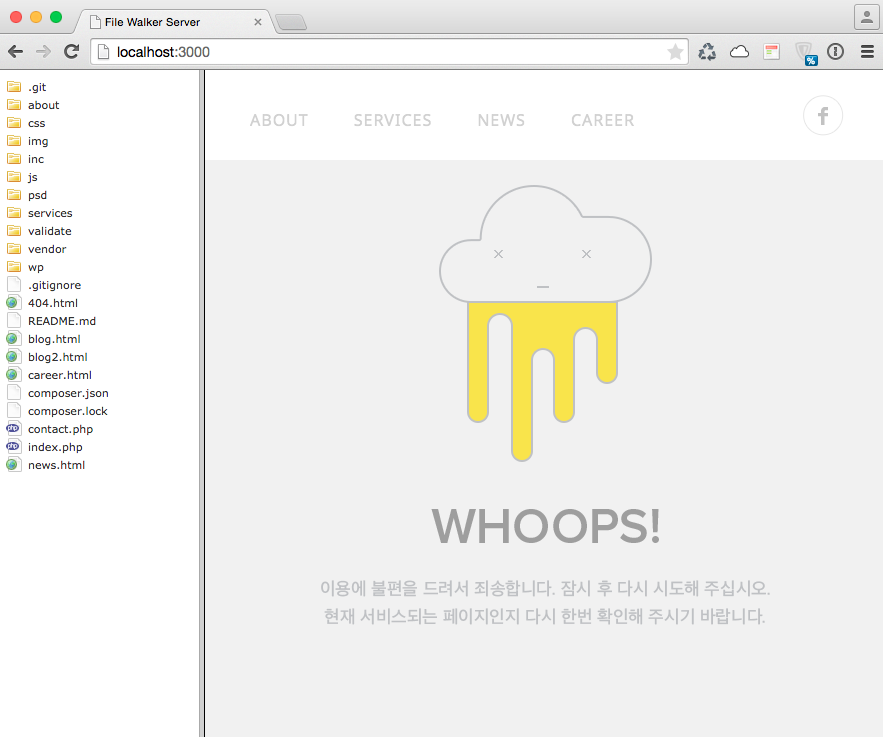 File Walker Server
localhost:3000
.git
about
css
img
inc
js
psd
services
validate
vendor
wp
.gitignore
404.html
README.md
blog.html
blog2.html
career.html
composer.json
composer.lock
php contact.php
php index.php
news.html
ABOUT SERVICES NEWS CAREER
f
WHOOPS!
이용에 불편을 드려서 죄송합니다. 잠시 후 다시 시도해 주십시오.
현재 서비스되는 페이지인지 다시 한번 확인해 주시기 바랍니다.
%